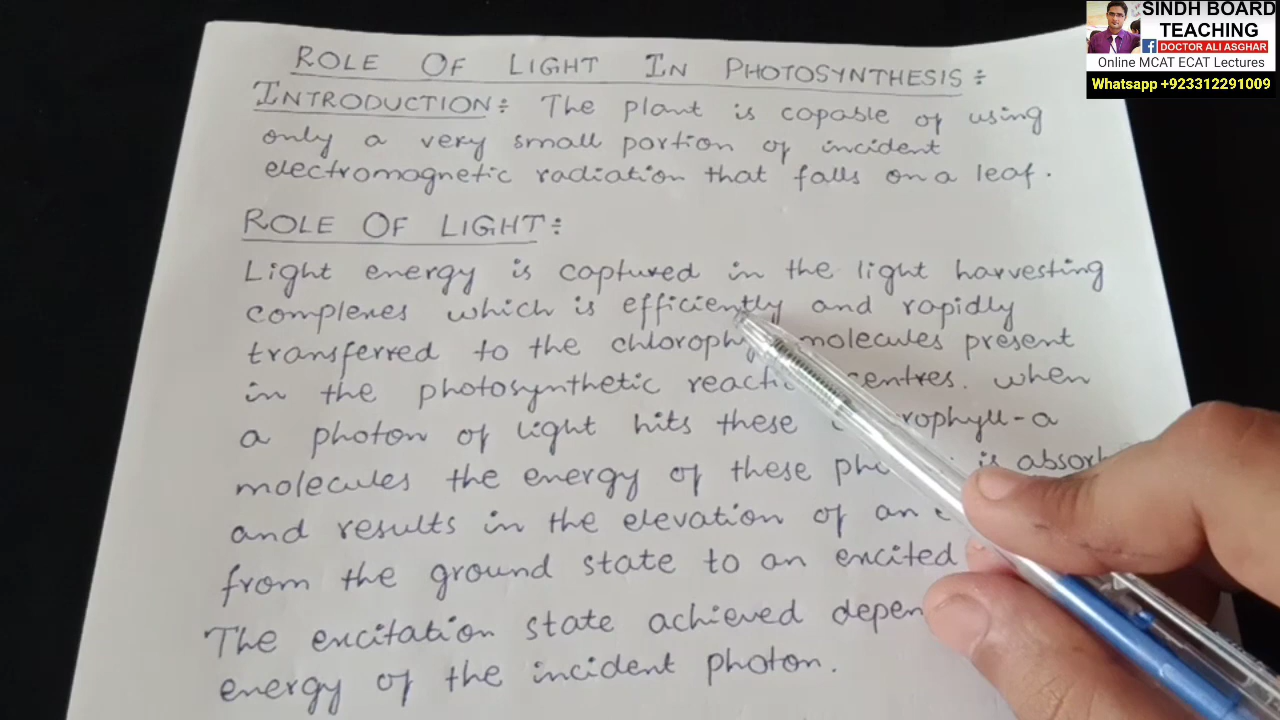 SINDH BOARD
TEACHING
DOCTOR ALI ASGHAR
Online MCAT ECAT Lectures
Whatsapp +923312291009
ROLE OF LIGHT IN PHOTOSYNTHESIS:
INTRODUCTION: The plant is capable of using
only a very small portion of incident
electromagnetic radiation that falls on a leaf.
ROLE OF LIGHT:
Light energy is captured in the light harvesting
complexes which is efficiently and rapidly
transferred to the molecules present
in the photosynthetic centres. when
a photon of light hits these
molecules the energy of these is
and results in the elevation of an
from the ground state to an excited
The excitation state achieved
energy of the incident photon.